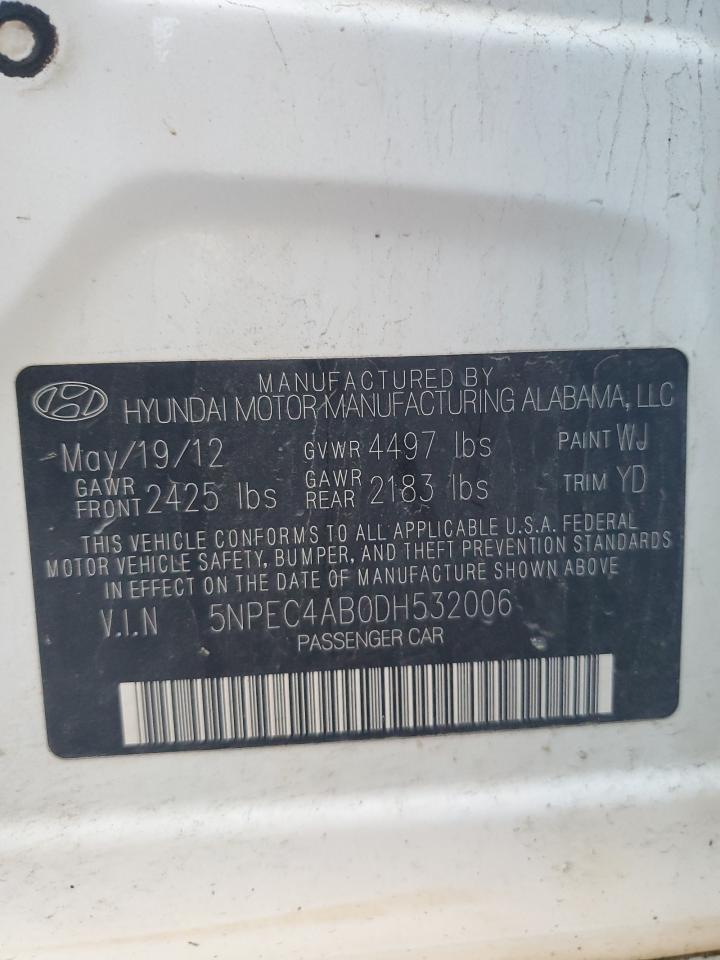 MANUFACTURED BY
HYUNDAI MOTOR MANUFACTURING ALABAMA, LLC
May/19/12 GVWR 4497 lbs PAINT WJ
GAWR FRONT 2425 lbs GAWR REAR 2183 lbs TRIM YD
THIS VEHICLE CONFORMS TO ALL APPLICABLE U.S.A. FEDERAL
MOTOR VEHICLE SAFETY, BUMPER, AND THEFT PREVENTION STANDARDS
IN EFFECT ON THE DATE OF MANUFACTURE SHOWN ABOVE
V.I.N 5NPEC4AB0DH532006
PASSENGER CAR